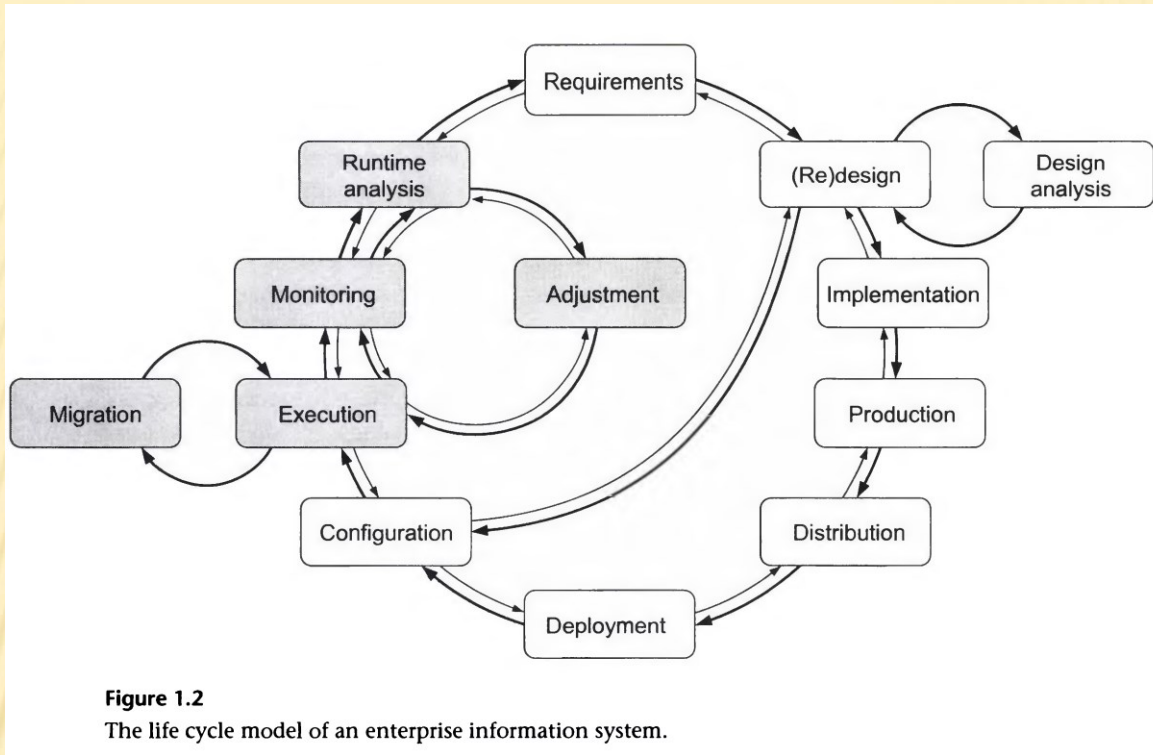 Requirements
Runtime
analysis
(Re)design
Design
analysis
Monitoring
Adjustment
Implementation
Migration
Execution
Production
Configuration
Distribution
Deployment
Figure 1.2
The life cycle model of an enterprise information system.